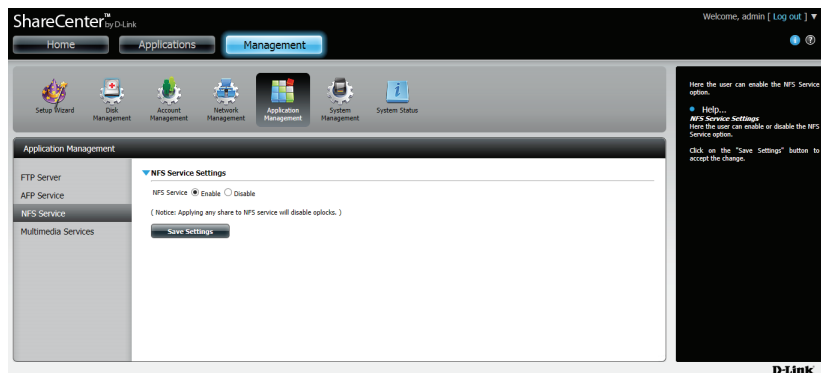 ShareCenter™ by D-Link
Welcome, admin [ Log out ] ▼
Home
Applications
Management
Setup Wizard
Disk
Management
Account
Management
Network
Management
Application
Management
System
Management
System Status
Application Management
FTP Server
AFP Service
NFS Service
Multimedia Services
NFS Service Settings
NFS Service Enable Disable
( Notice: Applying any share to NFS service will disable oplocks. )
Save Settings
Here the user can enable the NFS Service
option.
Help...
NFS Service Settings
Here the user can enable or disable the NFS
Service option.
Click on the "Save Settings" button to
accept the change.
D-Link